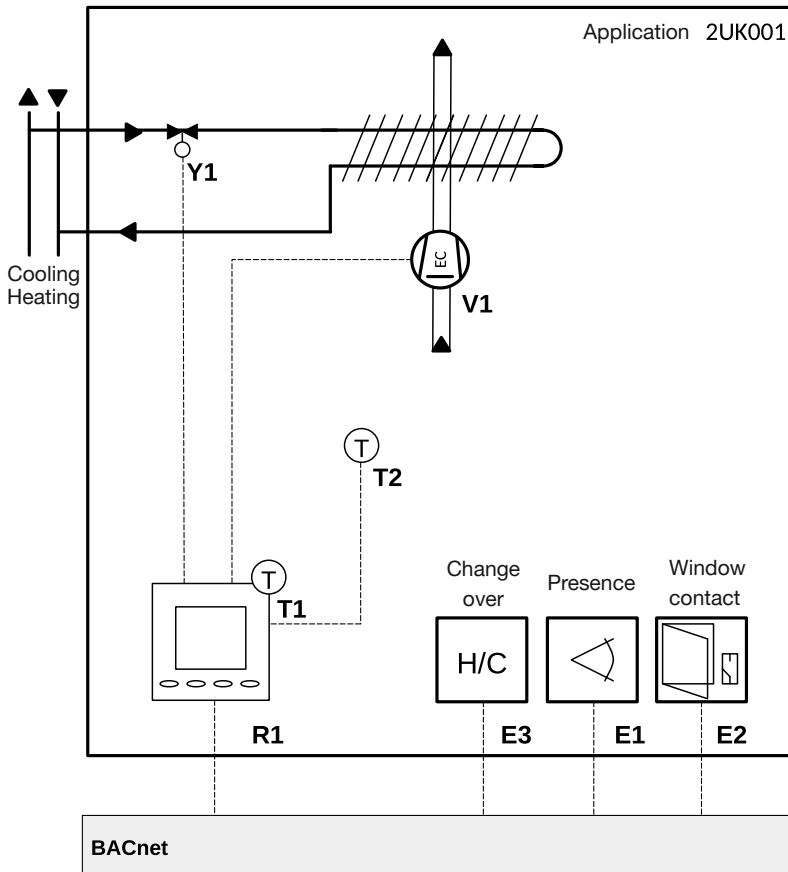 Application 2UK001
Y1
Cooling
Heating
EC
V1
T
T2
T
T1
Change
over
Presence
Window
contact
H/C
R1
E3
E1
E2
BACnet